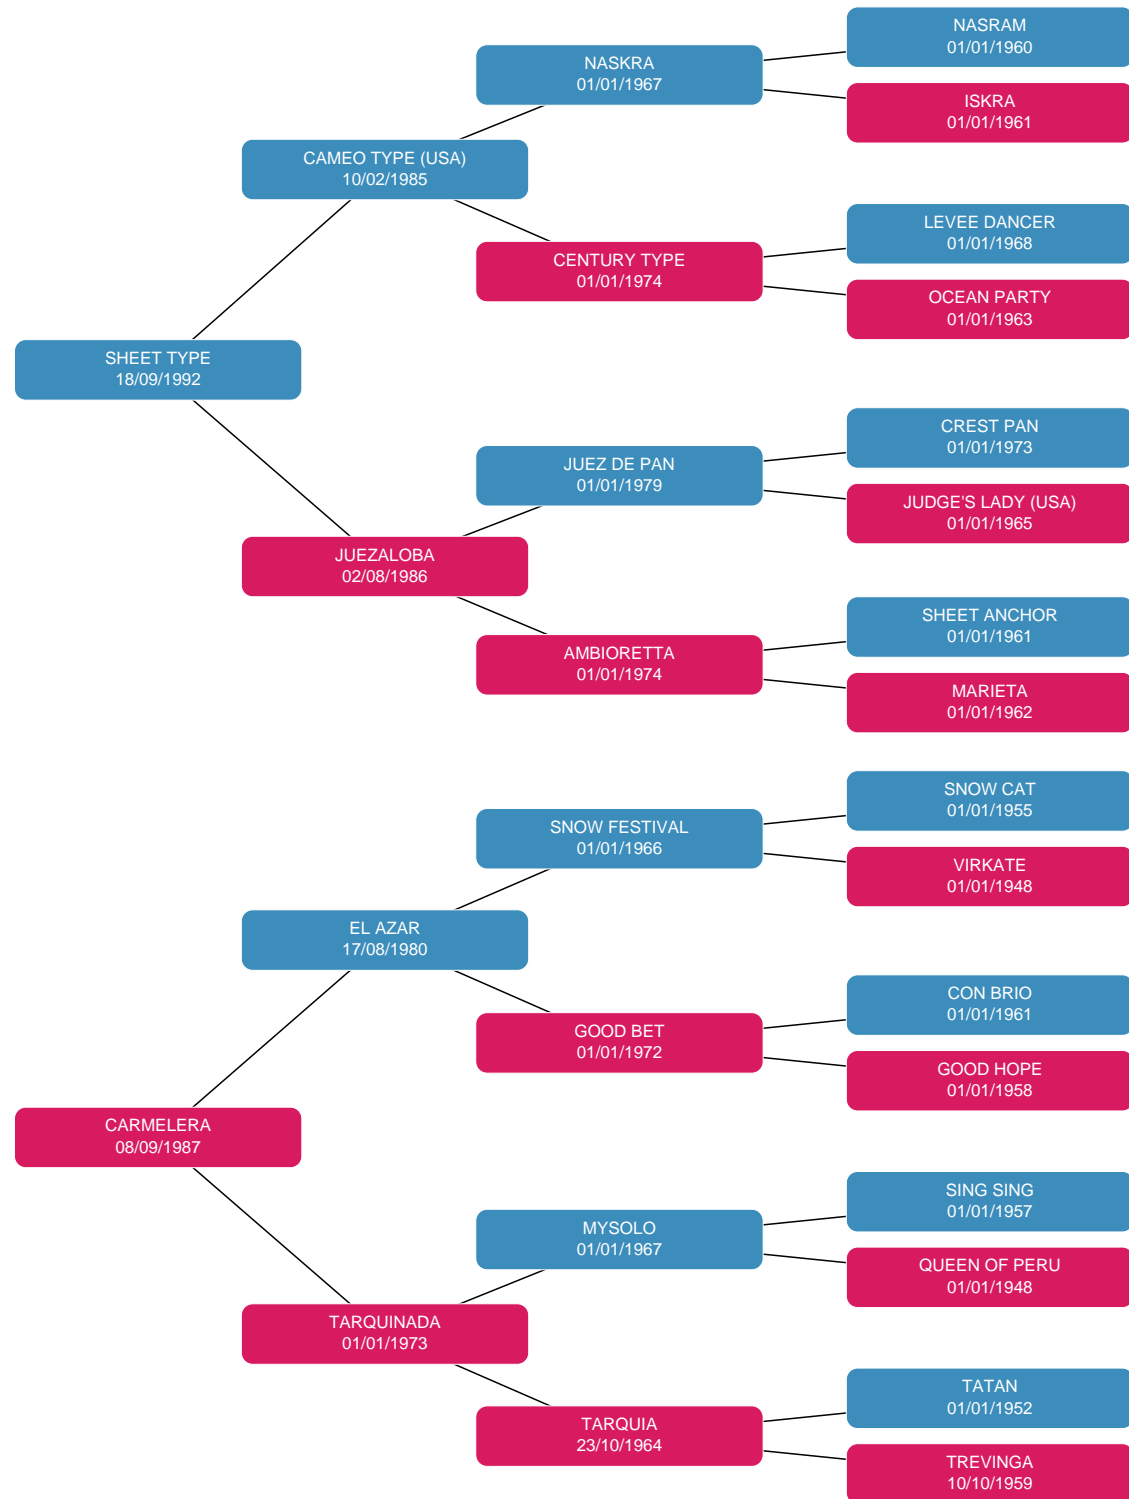 NASRAM
01/01/1960
NASKRA
01/01/1967
ISKRA
01/01/1961
CAMEO TYPE (USA)
10/02/1985
LEVEE DANCER
01/01/1968
CENTURY TYPE
01/01/1974
OCEAN PARTY
01/01/1963
SHEET TYPE
18/09/1992
CREST PAN
01/01/1973
JUEZ DE PAN
01/01/1979
JUDGE'S LADY (USA)
01/01/1965
JUEZALOBA
02/08/1986
SHEET ANCHOR
01/01/1961
AMBIORETTA
01/01/1974
MARIETA
01/01/1962
SNOW CAT
01/01/1955
SNOW FESTIVAL
01/01/1966
VIRKATE
01/01/1948
EL AZAR
17/08/1980
CON BRIO
01/01/1961
GOOD BET
01/01/1972
GOOD HOPE
01/01/1958
CARMELERA
08/09/1987
SING SING
01/01/1957
MYSOLO
01/01/1967
QUEEN OF PERU
01/01/1948
TARQUINADA
01/01/1973
TATAN
01/01/1952
TARQUIA
23/10/1964
TREVINGA
10/10/1959